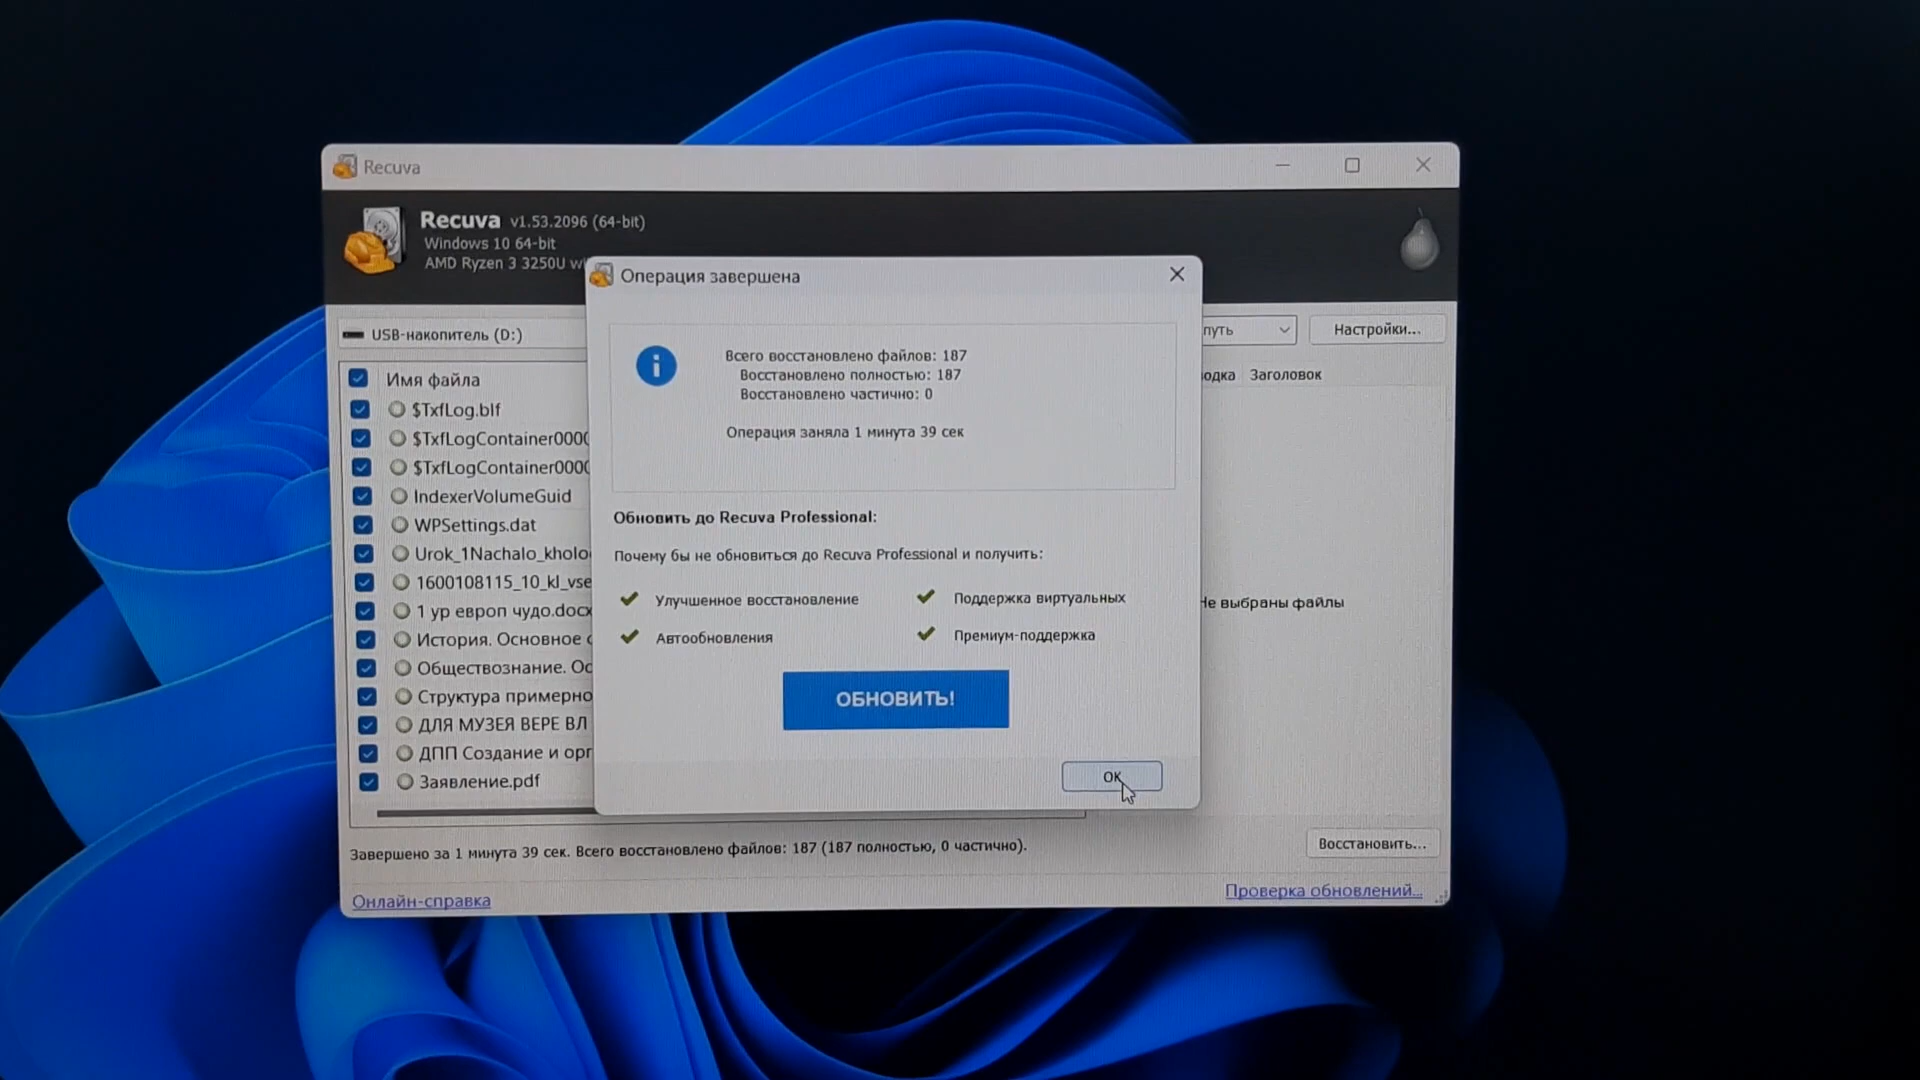 Recuva
Recuva v1.53.2096 (64-bit)
Windows 10 64-bit
AMD Ryzen 3 3250U
Операция завершена
USB-накопитель (D:)
путь
Настройки...
Имя файла
Заголовок
$TxfLog.blf
$TxfLogContainer0000
$TxfLogContainer0000
IndexerVolumeGuid
WPSettings.dat
Urok_1Nachalo_kholo
1600108115_10_kl_vse
1 ур европ чудо.docx
История. Основное
Обществознание. Ос
Структура примерно
ДЛЯ МУЗЕЯ ВЕРЕ ВЛ
ДПП Создание и орг
Заявление.pdf
Всего восстановлено файлов: 187
Восстановлено полностью: 187
Восстановлено частично: 0
Операция заняла 1 минута 39 сек
Обновить до Recuva Professional:
Почему бы не обновиться до Recuva Professional и получить:
Улучшенное восстановление
Поддержка виртуальных
Автообновления
Премиум-поддержка
ОБНОВИТЬ!
OK
Не выбраны файлы
Завершено за 1 минута 39 сек. Всего восстановлено файлов: 187 (187 полностью, 0 частично).
Восстановить...
Онлайн-справка
Проверка обновлений...